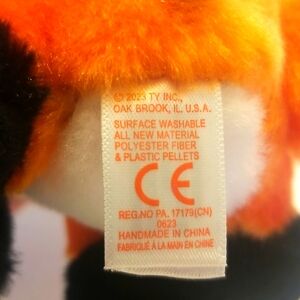 © 2023 TY INC.,
OAK BROOK, IL. U.S.A.
SURFACE WASHABLE
ALL NEW MATERIAL
POLYESTER FIBER
& PLASTIC PELLETS
CE
REG.NO PA. 17179(CN)
0623
HANDMADE IN CHINA
FABRIQUÉ À LA MAIN EN CHINE